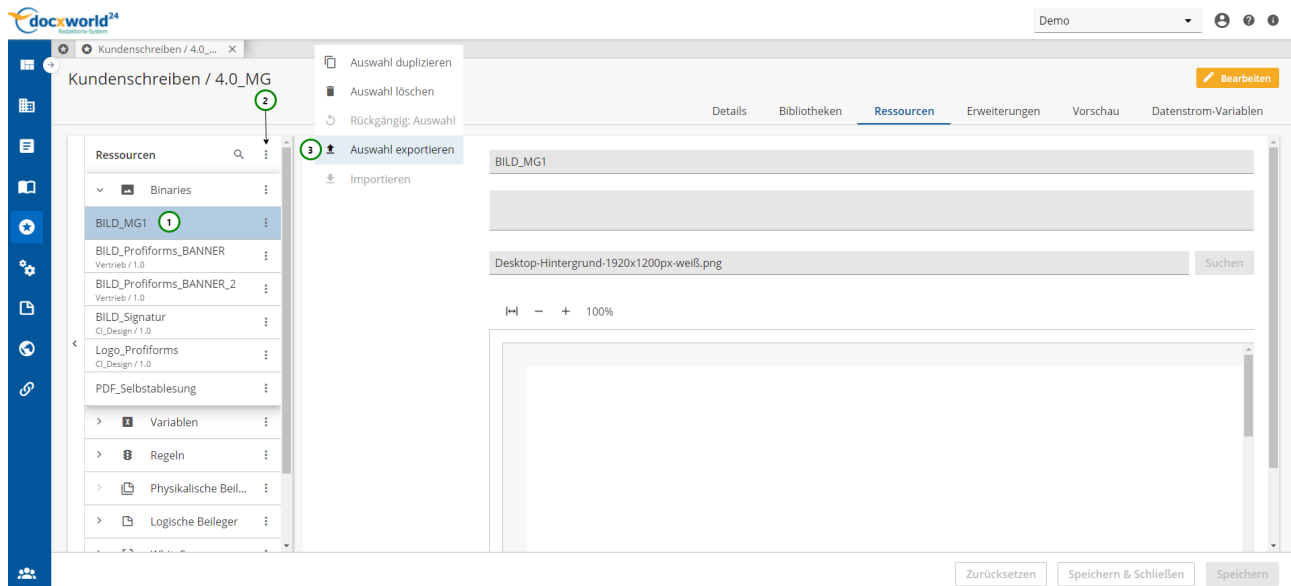 docxworld24
Redaktions-System
Demo
Kundenschreiben / 4.0_...
Kundenschreiben / 4.0_MG
Bearbeiten
Auswahl duplizieren
Auswahl löschen
Rückgängig: Auswahl
Auswahl exportieren
Importieren
Details Bibliotheken Ressourcen Erweiterungen Vorschau Datenstrom-Variablen
2
3
Ressourcen
Binaries
BILD_MG1
1
BILD_Profiforms_BANNER
Vertrieb / 1.0
BILD_Profiforms_BANNER_2
Vertrieb / 1.0
BILD_Signatur
CI_Design / 1.0
Logo_Profiforms
CI_Design / 1.0
PDF_Selbstablesung
Variablen
Regeln
Physikalische Beil...
Logische Beileger
BILD_MG1
Desktop-Hintergrund-1920x1200px-weiß.png
Suchen
100%
Zurücksetzen
Speichern & Schließen
Speichern